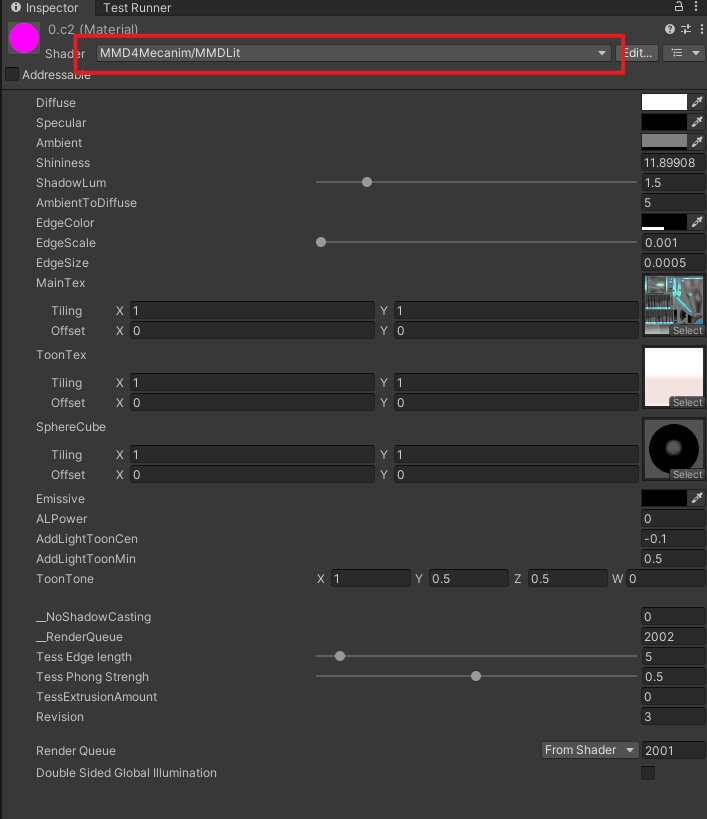 Inspector Test Runner
0.c2 (Material)
Shader MMD4Mecanim/MMDLit Edit...
Addressable
Diffuse
Specular
Ambient
Shininess 11.89908
ShadowLum 1.5
AmbientToDiffuse 5
EdgeColor
EdgeScale 0.001
EdgeSize 0.0005
MainTex
Tiling X 1 Y 1
Offset X 0 Y 0
Select
ToonTex
Tiling X 1 Y 1
Offset X 0 Y 0
Select
SphereCube
Tiling X 1 Y 1
Offset X 0 Y 0
Select
Emissive
ALPower 0
AddLightToonCen -0.1
AddLightToonMin 0.5
ToonTone X 1 Y 0.5 Z 0.5 W 0
__NoShadowCasting 0
__RenderQueue 2002
Tess Edge length 5
Tess Phong Strengh 0.5
TessExtrusionAmount 0
Revision 3
Render Queue From Shader 2001
Double Sided Global Illumination